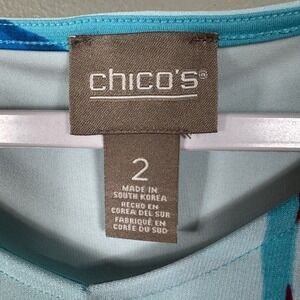 chico's®
2
MADE IN
SOUTH KOREA
HECHO EN
COREA DEL SUR
FABRIQUÉ EN
CORÉE DU SUD